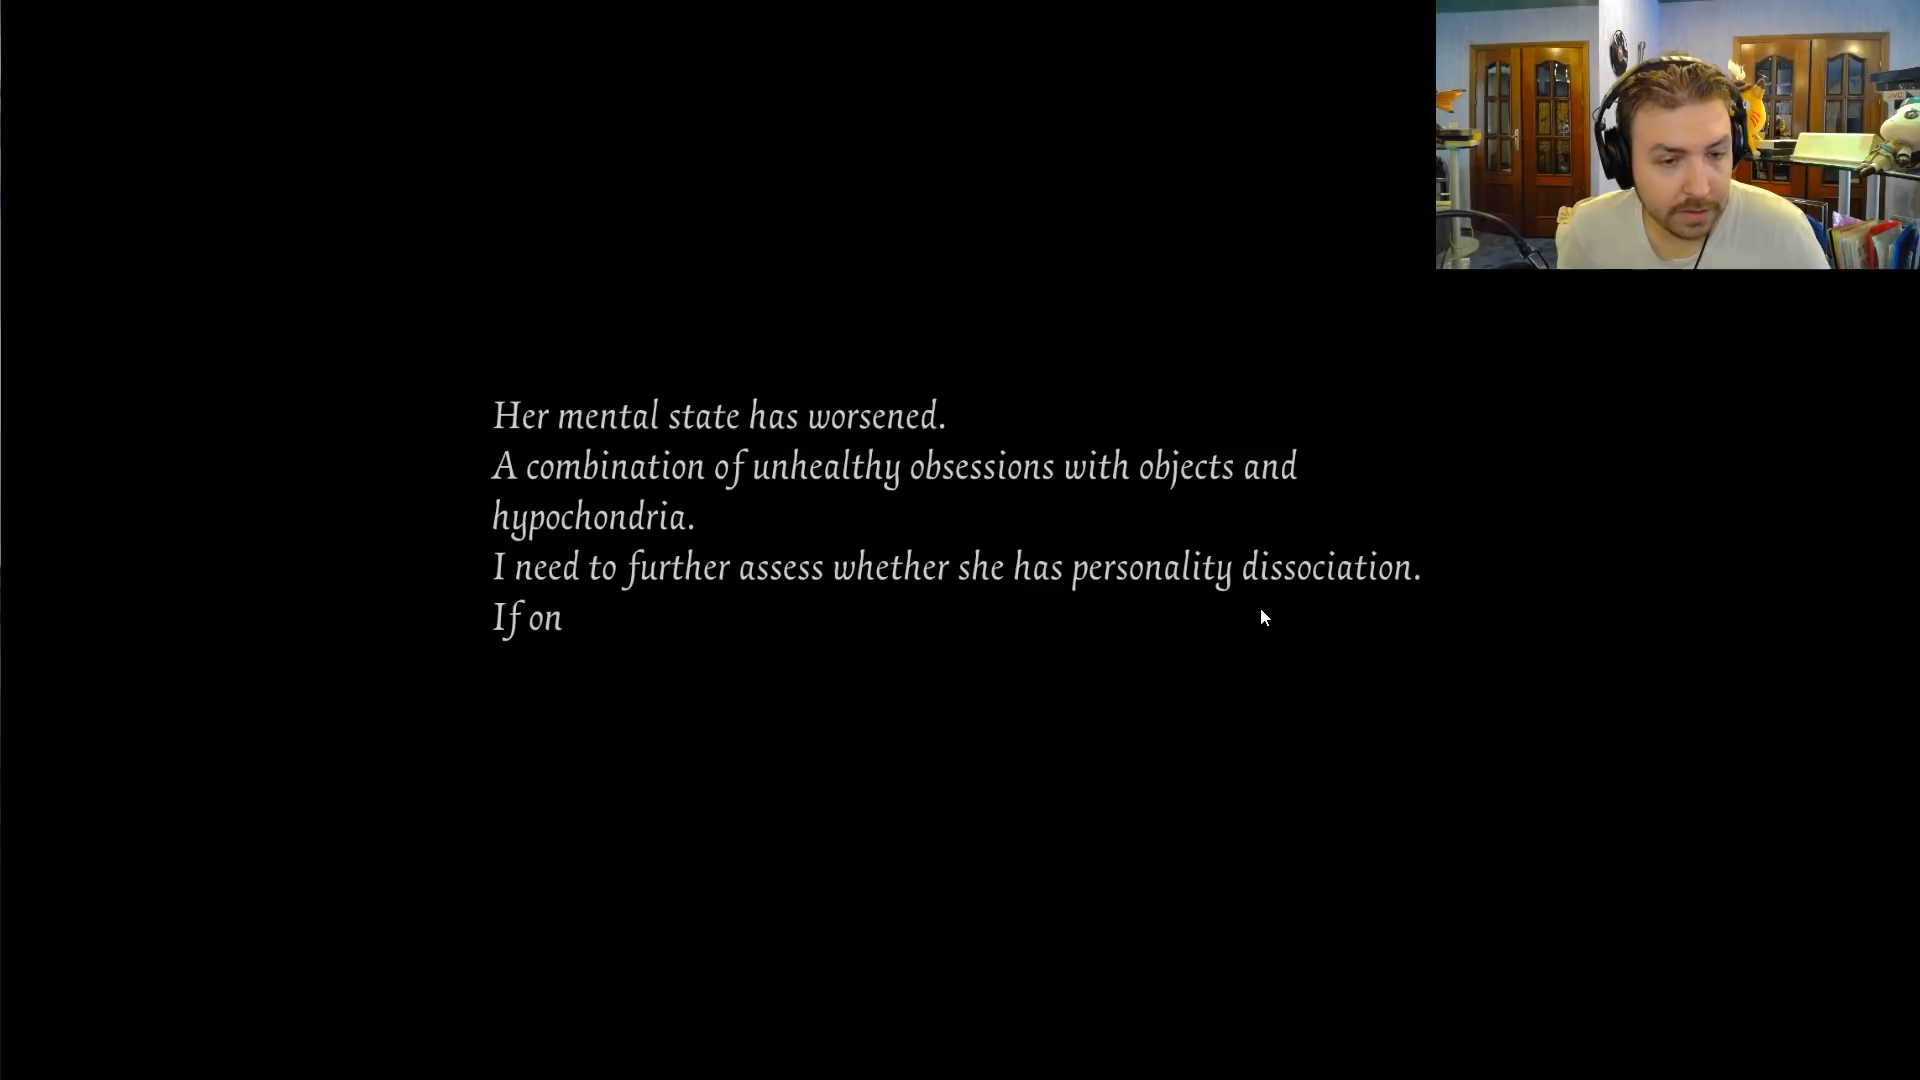 Her mental state has worsened.
A combination of unhealthy obsessions with objects and
hypochondria.
I need to further assess whether she has personality dissociation.
If on
JVC